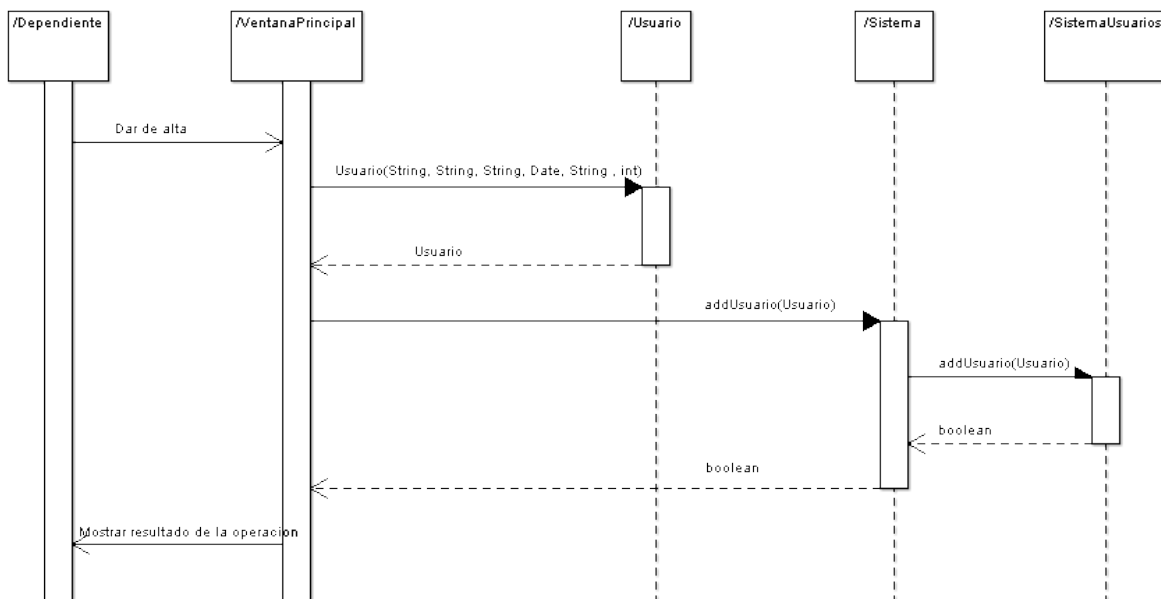 /Dependiente
/VentanaPrincipal
/Usuario
/Sistema
/SistemaUsuarios
Dar de alta
Usuario(String, String, String, Date, String , int)
Usuario
addUsuario(Usuario)
addUsuario(Usuario)
boolean
boolean
Mostrar resultado de la operacion